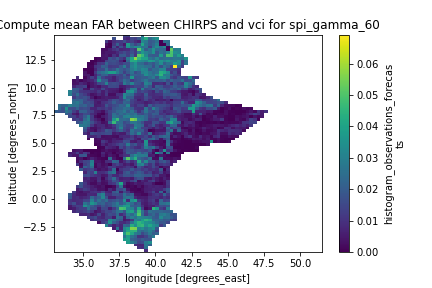 Compute mean FAR between CHIRPS and vci for spi_gamma_60
12.5
10.0
7.5
5.0
2.5
0.0
−2.5
latitude [degrees_north]
35.0 37.5 40.0 42.5 45.0 47.5 50.0
longitude [degrees_east]
0.06
0.05
0.04
0.03
0.02
0.01
0.00
histogram_observations_forecas
ts